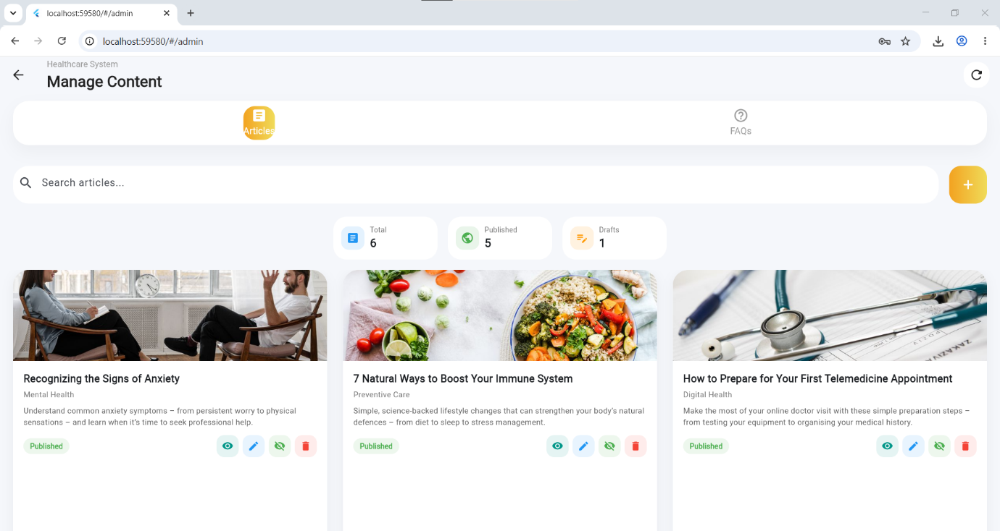 localhost:59580/#/admin
localhost:59580/#/admin
Healthcare System
Manage Content
Articles
FAQs
Search articles...
Total
6
Published
5
Drafts
1
Recognizing the Signs of Anxiety
Mental Health
Understand common anxiety symptoms – from persistent worry to physical
sensations – and learn when it's time to seek professional help.
Published
7 Natural Ways to Boost Your Immune System
Preventive Care
Simple, science-backed lifestyle changes that can strengthen your body's natural
defences – from diet to sleep to stress management.
Published
How to Prepare for Your First Telemedicine Appointment
Digital Health
Make the most of your online doctor visit with these simple preparation steps –
from testing your equipment to organising your medical history.
Published